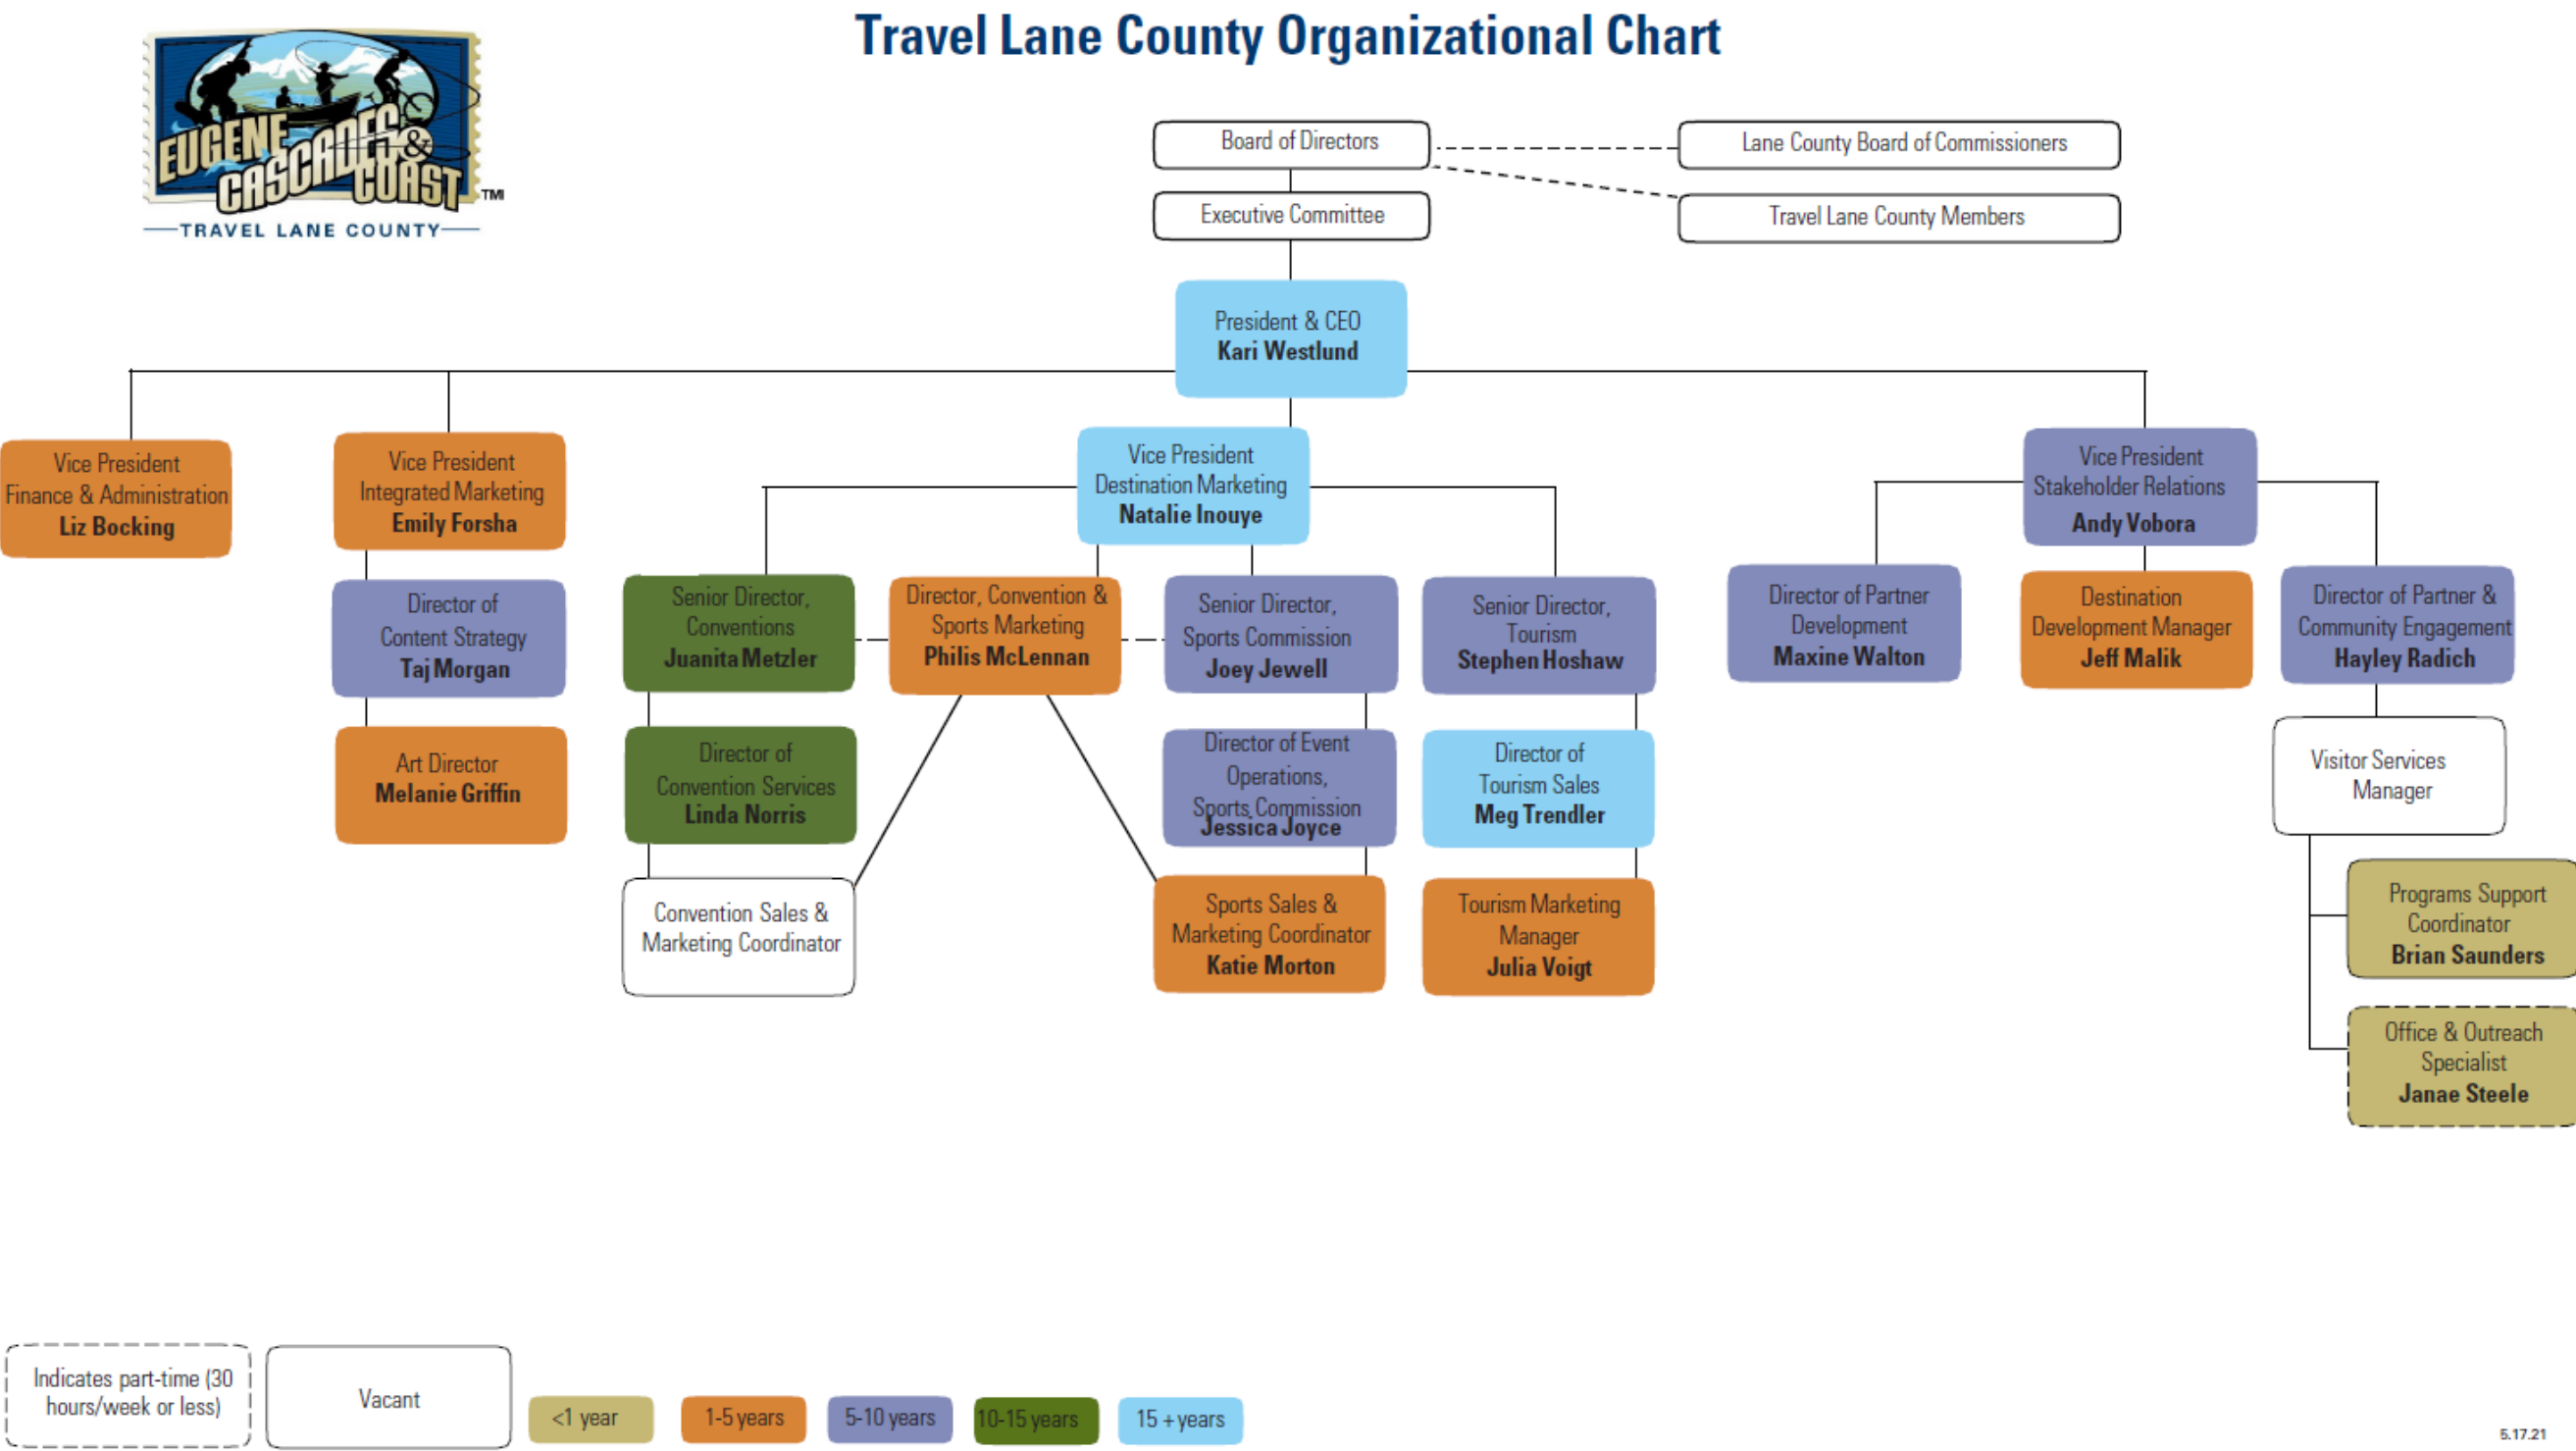 Travel Lane County Organizational Chart
EUGENE
CASCADES &
COAST
TM
TRAVEL LANE COUNTY
Board of Directors
Lane County Board of Commissioners
Executive Committee
Travel Lane County Members
President & CEO
Kari Westlund
Vice President
Finance & Administration
Liz Bocking
Vice President
Integrated Marketing
Emily Forsha
Vice President
Destination Marketing
Natalie Inouye
Vice President
Stakeholder Relations
Andy Vobora
Director of
Content Strategy
Taj Morgan
Senior Director,
Conventions
Juanita Metzler
Director, Convention &
Sports Marketing
Philis McLennan
Senior Director,
Sports Commission
Joey Jewell
Senior Director,
Tourism
Stephen Hoshaw
Director of Partner
Development
Maxine Walton
Destination
Development Manager
Jeff Malik
Director of Partner &
Community Engagement
Hayley Radich
Art Director
Melanie Griffin
Director of
Convention Services
Linda Norris
Director of Event
Operations,
Sports Commission
Jessica Joyce
Director of
Tourism Sales
Meg Trendler
Visitor Services
Manager
Convention Sales &
Marketing Coordinator
Sports Sales &
Marketing Coordinator
Katie Morton
Tourism Marketing
Manager
Julia Voigt
Programs Support
Coordinator
Brian Saunders
Office & Outreach
Specialist
Janae Steele
Indicates part-time (30
hours/week or less)
Vacant
<1 year
1-5 years
5-10 years
10-15 years
15 + years
5.17.21